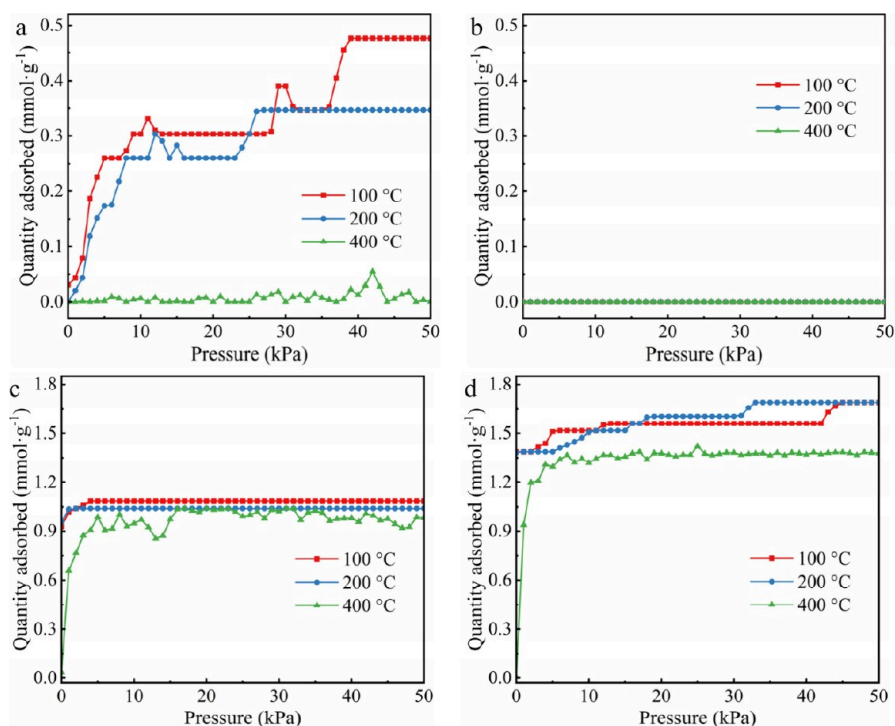 a
Quantity adsorbed (mmol·g⁻¹)
0.5
0.4
0.3
0.2
0.1
0.0
100 °C
200 °C
400 °C
0 10 20 30 40 50
Pressure (kPa)
b
Quantity adsorbed (mmol·g⁻¹)
0.5
0.4
0.3
0.2
0.1
0.0
100 °C
200 °C
400 °C
0 10 20 30 40 50
Pressure (kPa)
c
Quantity adsorbed (mmol·g⁻¹)
1.8
1.5
1.2
0.9
0.6
0.3
0.0
100 °C
200 °C
400 °C
0 10 20 30 40 50
Pressure (kPa)
d
Quantity adsorbed (mmol·g⁻¹)
1.8
1.5
1.2
0.9
0.6
0.3
0.0
100 °C
200 °C
400 °C
0 10 20 30 40 50
Pressure (kPa)